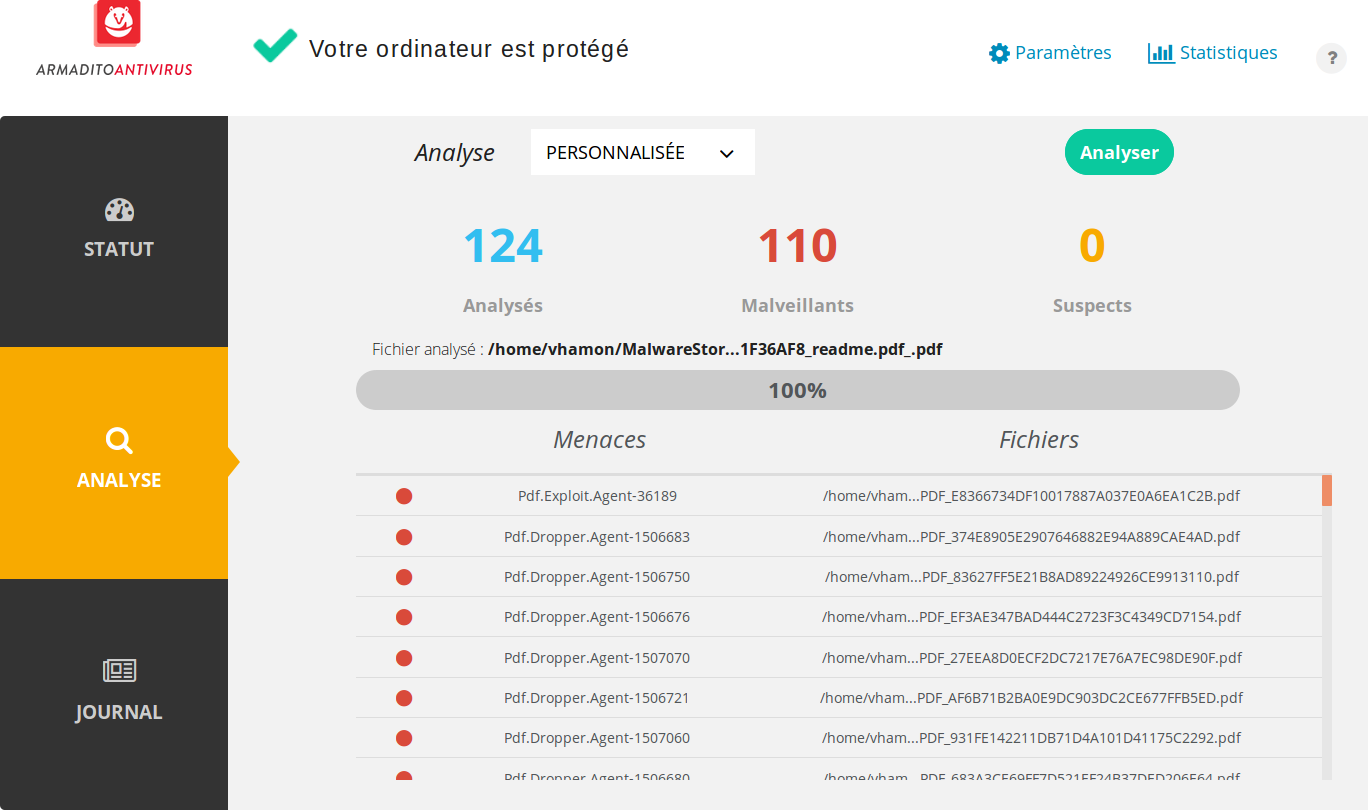 ARMADITOANTIVIRUS
Votre ordinateur est protégé
Paramètres
Statistiques
?
STATUT
ANALYSE
JOURNAL
Analyse
PERSONNALISÉE
Analyser
124
110
0
Analysés
Malveillants
Suspects
Fichier analysé : /home/vhamon/MalwareStor...1F36AF8_readme.pdf_.pdf
100%
Menaces Fichiers
Pdf.Exploit.Agent-36189 /home/vham...PDF_E8366734DF10017887A037E0A6EA1C2B.pdf
Pdf.Dropper.Agent-1506683 /home/vham...PDF_374E8905E2907646882E94A889CAE4AD.pdf
Pdf.Dropper.Agent-1506750 /home/vham...PDF_83627FF5E21B8AD89224926CE9913110.pdf
Pdf.Dropper.Agent-1506676 /home/vham...PDF_EF3AE347BAD444C2723F3C4349CD7154.pdf
Pdf.Dropper.Agent-1507070 /home/vham...PDF_27EEA8D0ECF2DC7217E76A7EC98DE90F.pdf
Pdf.Dropper.Agent-1506721 /home/vham...PDF_AF6B71B2BA0E9DC903DC2CE677FFB5ED.pdf
Pdf.Dropper.Agent-1507060 /home/vham...PDF_931FE142211DB71D4A101D41175C2292.pdf
Pdf.Dropper.Agent-1506680